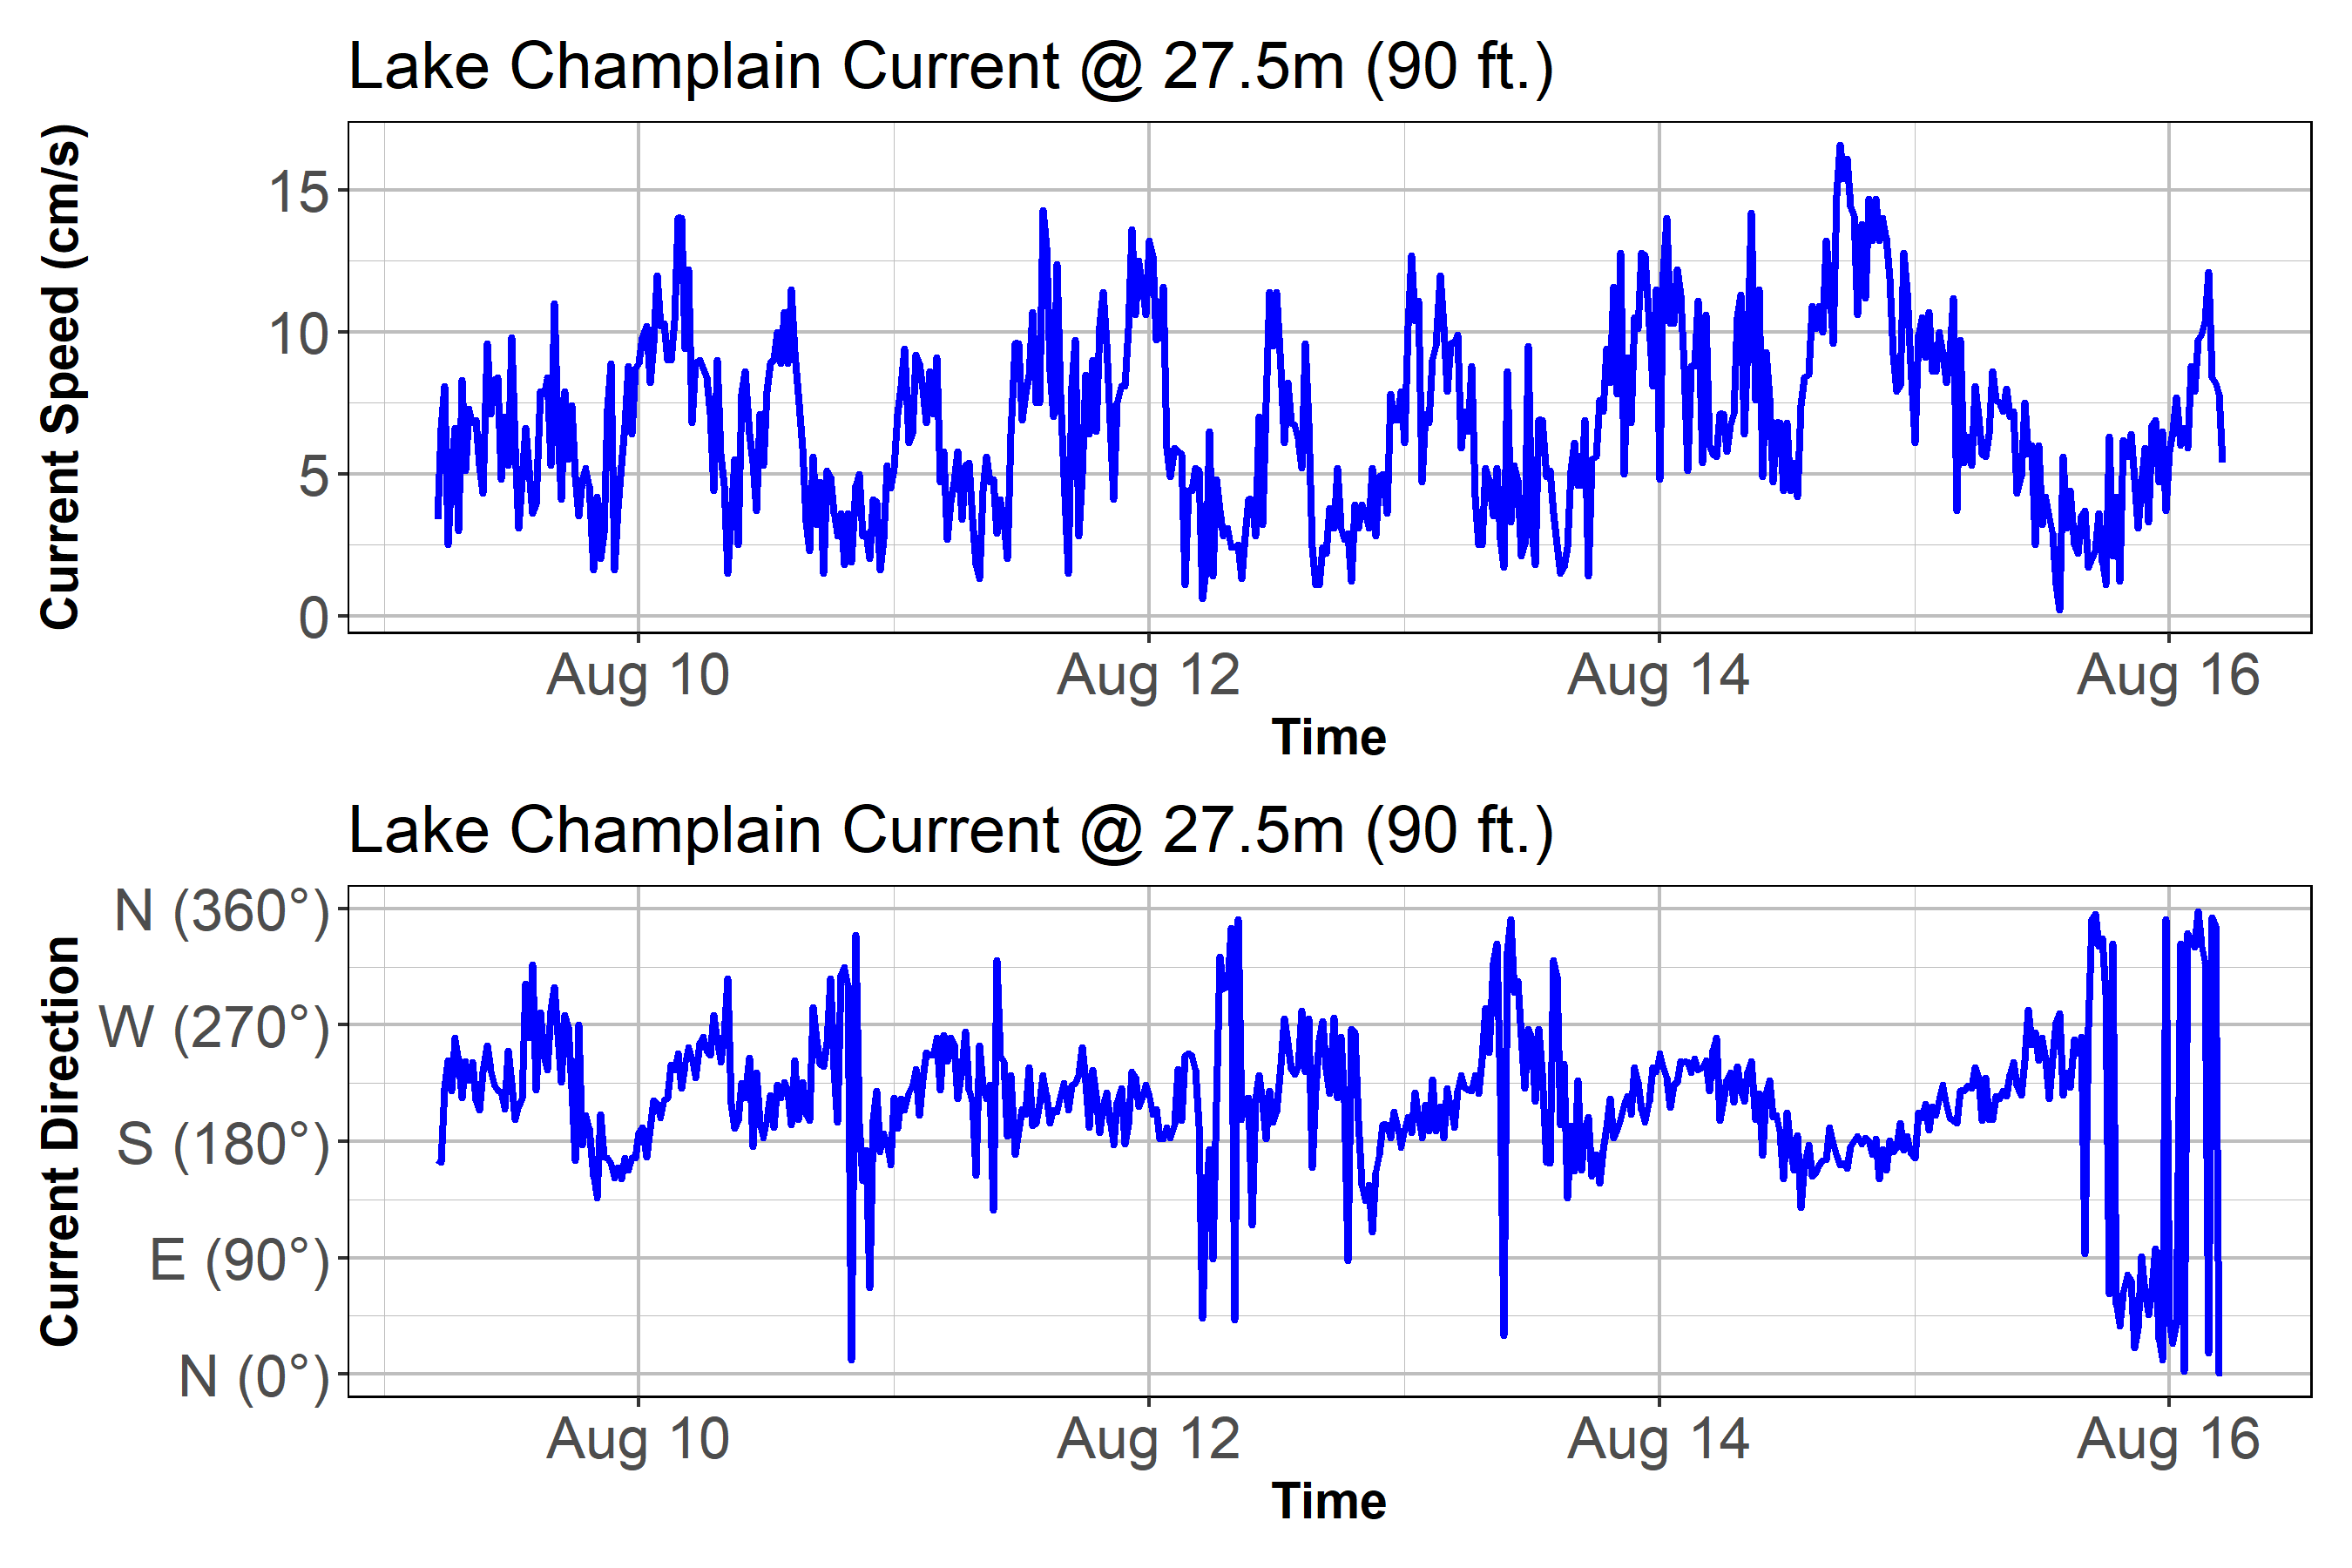 Lake Champlain Current @ 27.5m (90 ft.)
Current Speed (cm/s)
15
10
5
0
Aug 10 Aug 12 Aug 14 Aug 16
Time
Lake Champlain Current @ 27.5m (90 ft.)
Current Direction
N (360°)
W (270°)
S (180°)
E (90°)
N (0°)
Aug 10 Aug 12 Aug 14 Aug 16
Time